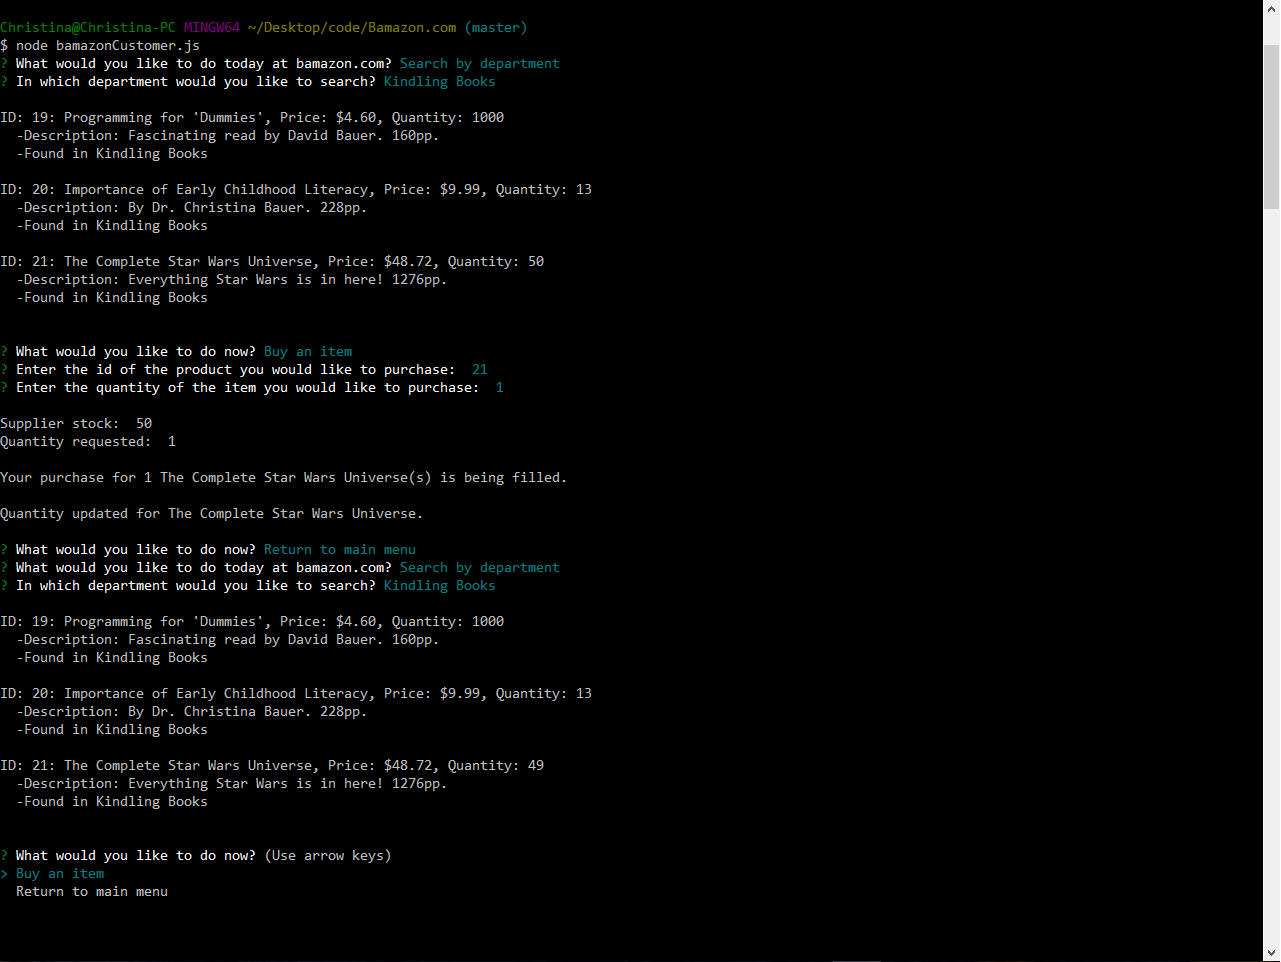 Christina@Christina-PC MINGW64 ~/Desktop/code/Bamazon.com (master)
$ node bamazonCustomer.js
? What would you like to do today at bamazon.com? Search by department
? In which department would you like to search? Kindling Books
ID: 19: Programming for 'Dummies', Price: $4.60, Quantity: 1000
  -Description: Fascinating read by David Bauer. 160pp.
  -Found in Kindling Books
ID: 20: Importance of Early Childhood Literacy, Price: $9.99, Quantity: 13
  -Description: By Dr. Christina Bauer. 228pp.
  -Found in Kindling Books
ID: 21: The Complete Star Wars Universe, Price: $48.72, Quantity: 50
  -Description: Everything Star Wars is in here! 1276pp.
  -Found in Kindling Books
? What would you like to do now? Buy an item
? Enter the id of the product you would like to purchase:  21
? Enter the quantity of the item you would like to purchase:  1
Supplier stock:  50
Quantity requested:  1
Your purchase for 1 The Complete Star Wars Universe(s) is being filled.
Quantity updated for The Complete Star Wars Universe.
? What would you like to do now? Return to main menu
? What would you like to do today at bamazon.com? Search by department
? In which department would you like to search? Kindling Books
ID: 19: Programming for 'Dummies', Price: $4.60, Quantity: 1000
  -Description: Fascinating read by David Bauer. 160pp.
  -Found in Kindling Books
ID: 20: Importance of Early Childhood Literacy, Price: $9.99, Quantity: 13
  -Description: By Dr. Christina Bauer. 228pp.
  -Found in Kindling Books
ID: 21: The Complete Star Wars Universe, Price: $48.72, Quantity: 49
  -Description: Everything Star Wars is in here! 1276pp.
  -Found in Kindling Books
? What would you like to do now? (Use arrow keys)
> Buy an item
  Return to main menu